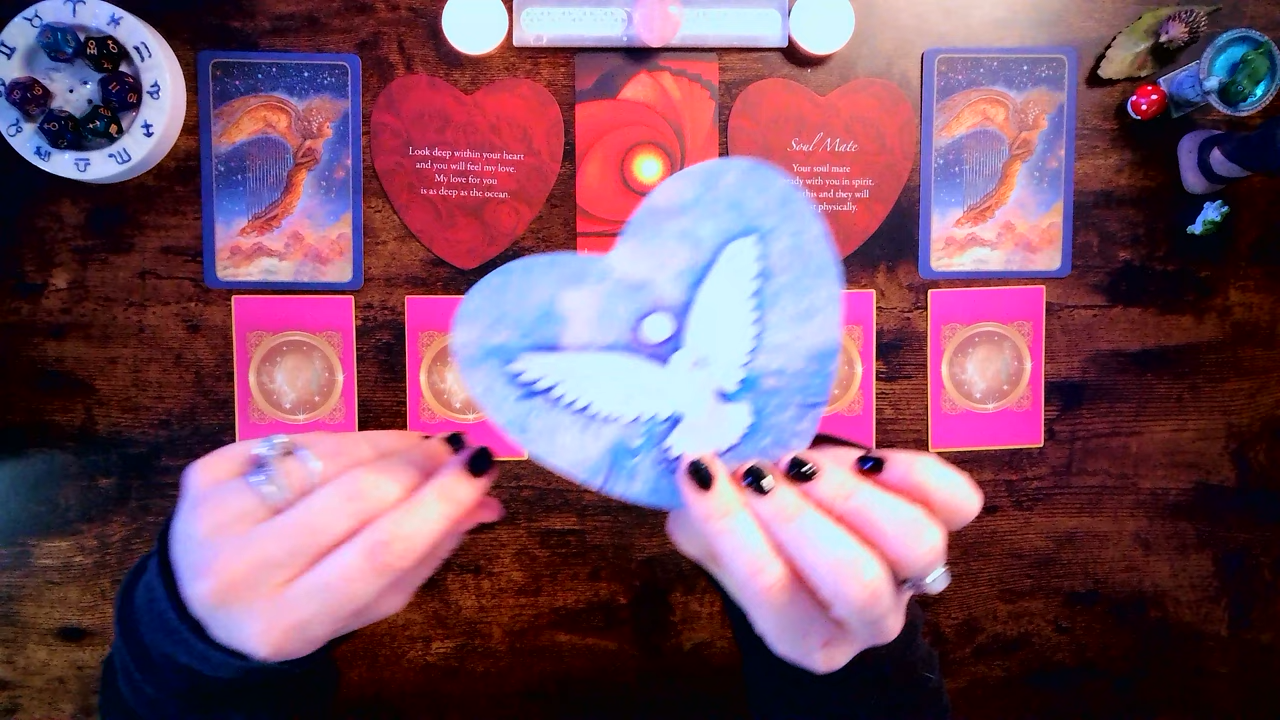 Look deep within your heart
and you will feel my love.
My love for you
is as deep as the ocean.
Soul Mate
Your soul mate
with you in spirit.
this and they will
physically.